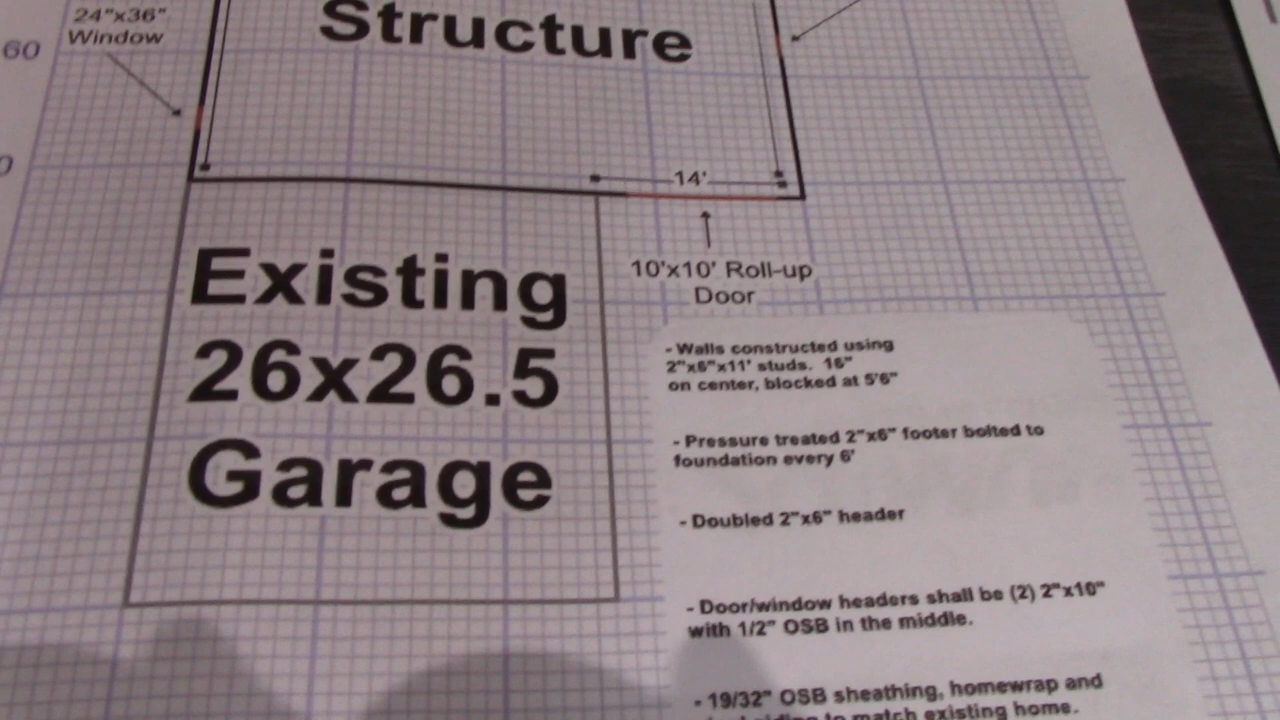 24"x36"
Window
60
Structure
0
14'
10'x10' Roll-up
Door
Existing
26x26.5
Garage
- Walls constructed using
2"x6"x11' studs. 16"
on center, blocked at 5'6"
- Pressure treated 2"x6" footer bolted to
foundation every 6'
- Doubled 2"x6" header
- Door/window headers shall be (2) 2"x10"
with 1/2" OSB in the middle.
- 19/32" OSB sheathing, homewrap and
to match existing home.